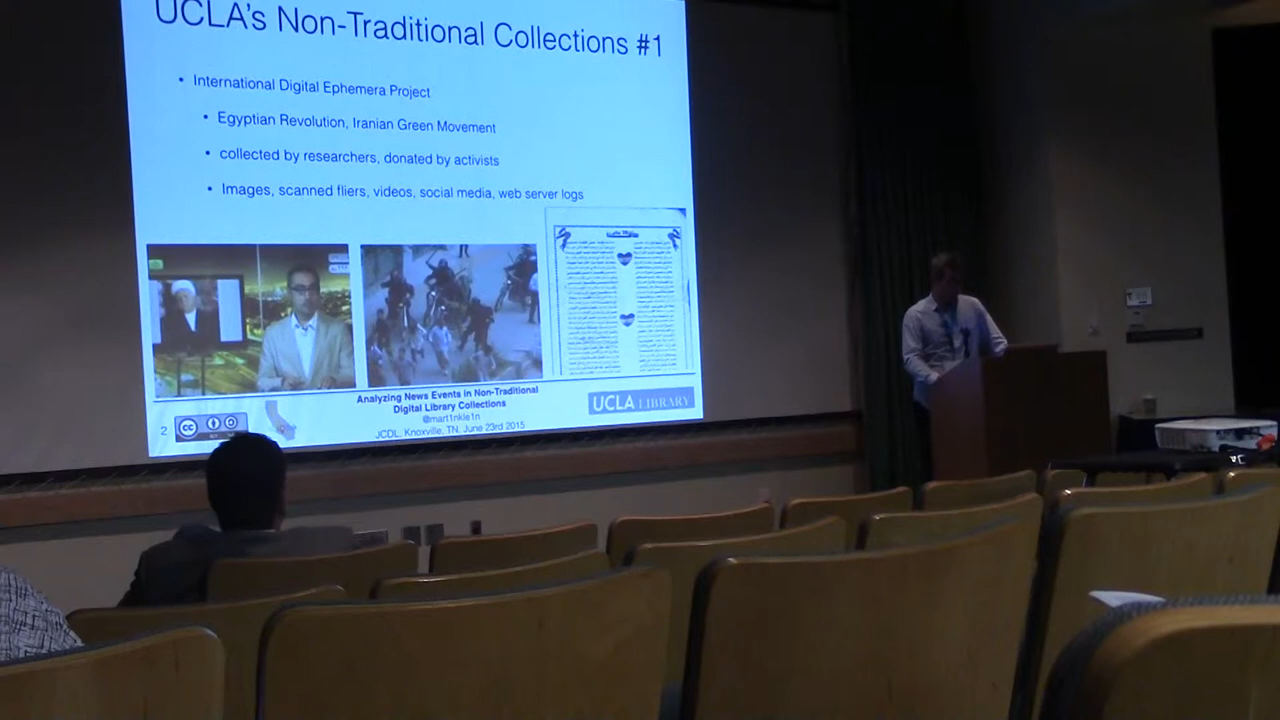 UCLA's Non-Traditional Collections #1
• International Digital Ephemera Project
• Egyptian Revolution, Iranian Green Movement
• collected by researchers, donated by activists
• Images, scanned fliers, videos, social media, web server logs
Analyzing News Events in Non-Traditional
Digital Library Collections
@mart1nkle1n
JCDL, Knoxville, TN, June 23rd 2015
2
cc
UCLA LIBRARY